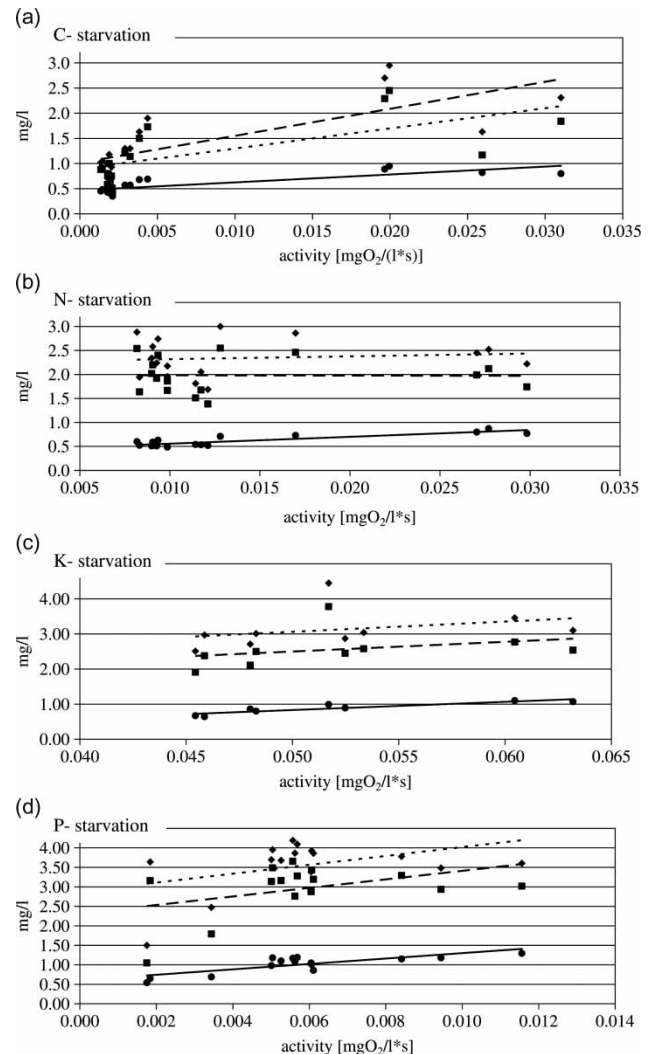 (a)
C- starvation
3.0
2.5
2.0
1.5
1.0
0.5
0.0
mg/l
0.000 0.005 0.010 0.015 0.020 0.025 0.030 0.035
activity [mgO₂/(l*s)]
(b)
N- starvation
3.0
2.5
2.0
1.5
1.0
0.5
0.0
mg/l
0.005 0.010 0.015 0.020 0.025 0.030 0.035
activity [mgO₂/l*s]
(c)
K- starvation
4.00
3.00
2.00
1.00
0.00
mg/l
0.040 0.045 0.050 0.055 0.060 0.065
activity [mgO₂/l*s]
(d)
P- starvation
4.00
3.50
3.00
2.50
2.00
1.50
1.00
0.50
0.00
mg/l
0.000 0.002 0.004 0.006 0.008 0.010 0.012 0.014
activity [mgO₂/l*s]